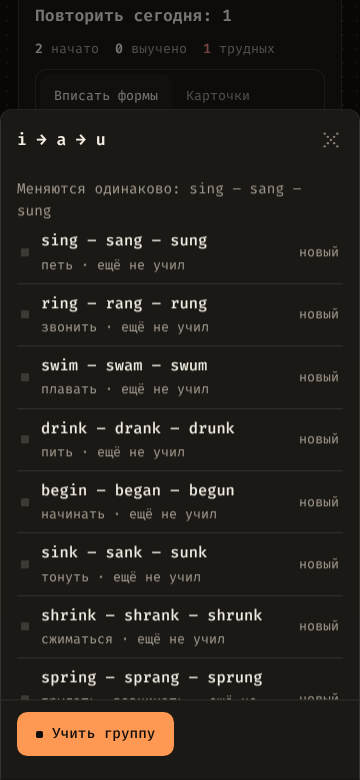 Повторить сегодня: 1
2 начато 0 выучено 1 трудных
Вписать формы Карточки
i → a → u
Меняются одинаково: sing – sang –
sung
sing – sang – sung
петь · ещё не учил
новый
ring – rang – rung
звонить · ещё не учил
новый
swim – swam – swum
плавать · ещё не учил
новый
drink – drank – drunk
пить · ещё не учил
новый
begin – began – begun
начинать · ещё не учил
новый
sink – sank – sunk
тонуть · ещё не учил
новый
shrink – shrank – shrunk
сжиматься · ещё не учил
новый
spring – sprang – sprung
новый
Учить группу